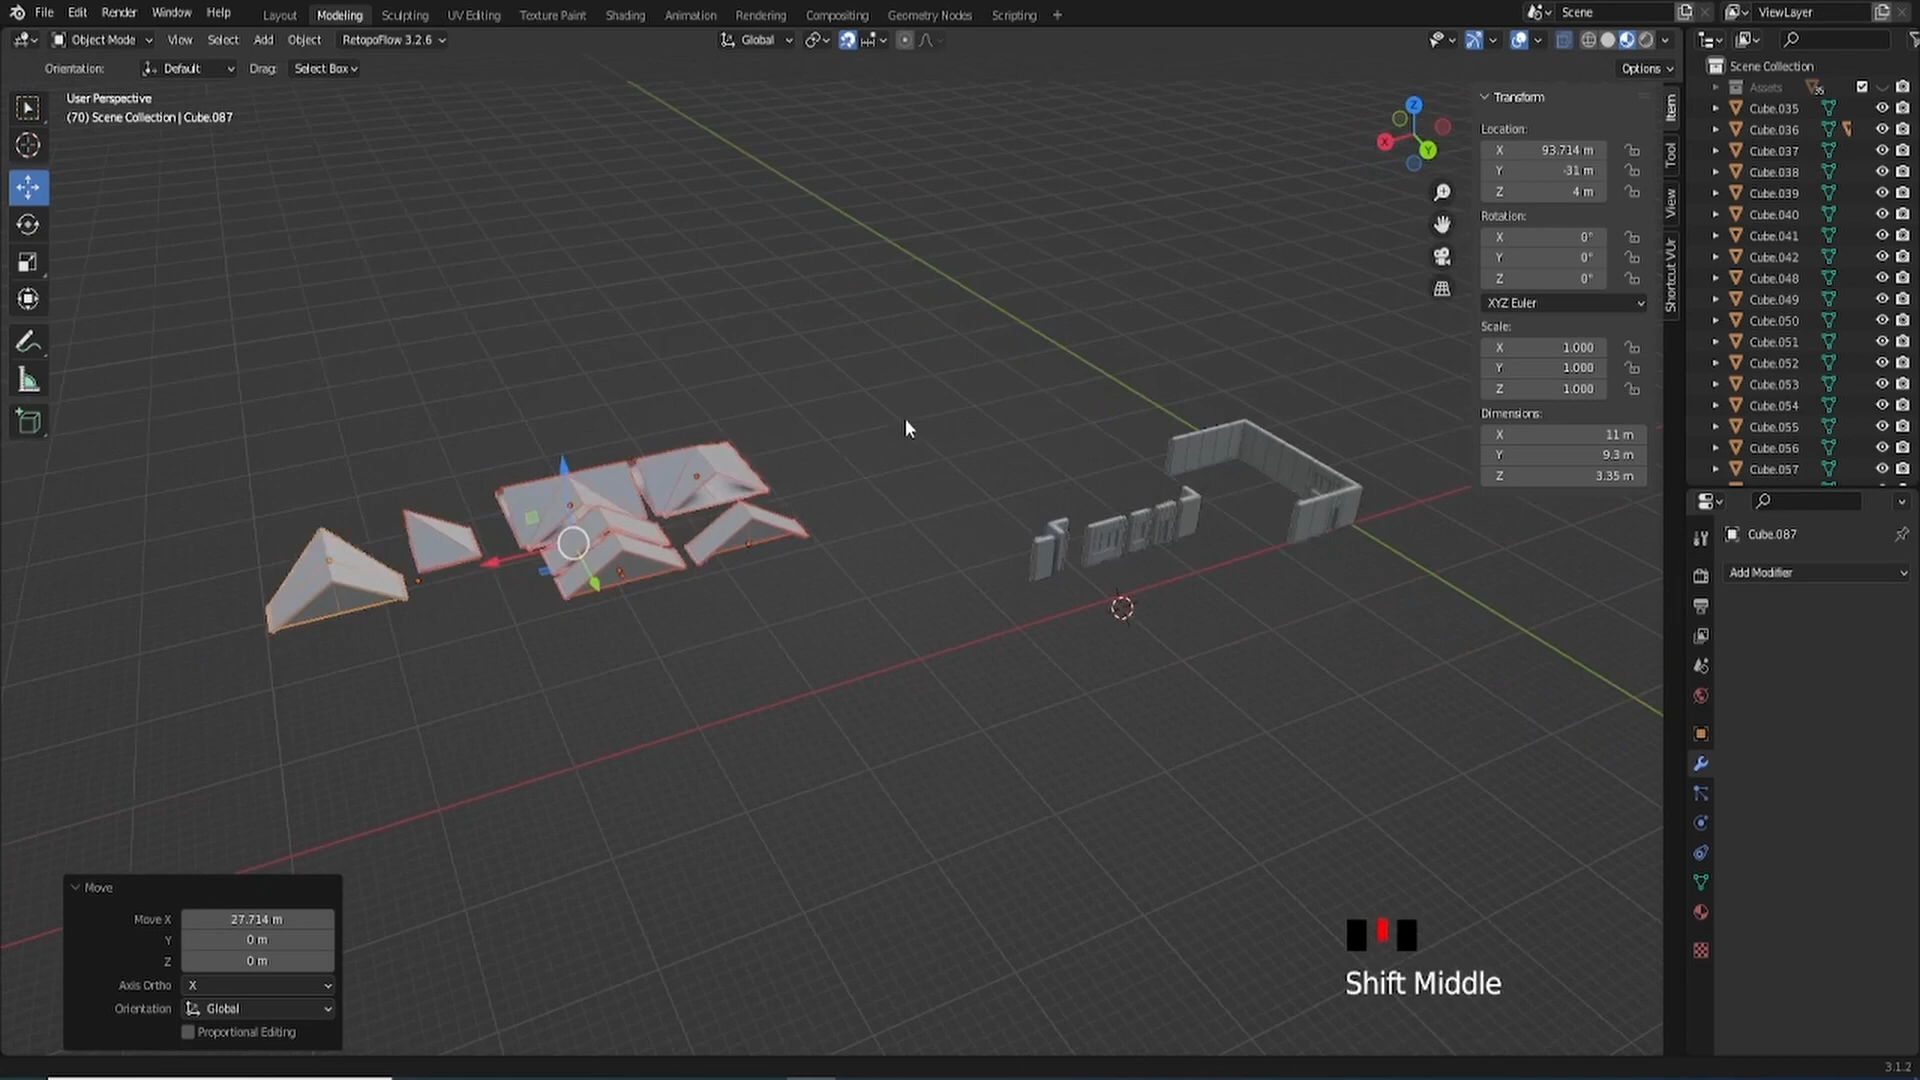 File Edit Render Window Help Layout Modeling Sculpting UV Editing Texture Paint Shading Animation Rendering Compositing Geometry Nodes Scripting + Scene ViewLayer
Object Mode View Select Add Object RetopoFlow 3.2.6 Global
Orientation: Default Drag: Select Box Options
User Perspective
(70) Scene Collection | Cube.087
Transform
Location:
X 93.714 m
Y -31 m
Z 4 m
Rotation:
X 0°
Y 0°
Z 0°
XYZ Euler
Scale:
X 1.000
Y 1.000
Z 1.000
Dimensions:
X 11 m
Y 9.3 m
Z 3.35 m
Item
Tool
View
Shortcut VUr
Z
X
Y
Scene Collection
Assets 35
Cube.035
Cube.036
Cube.037
Cube.038
Cube.039
Cube.040
Cube.041
Cube.042
Cube.048
Cube.049
Cube.050
Cube.051
Cube.052
Cube.053
Cube.054
Cube.055
Cube.056
Cube.057
Cube.087
Add Modifier
Move
Move X 27.714 m
Y 0 m
Z 0 m
Axis Ortho X
Orientation Global
Proportional Editing
Shift Middle
3.1.2